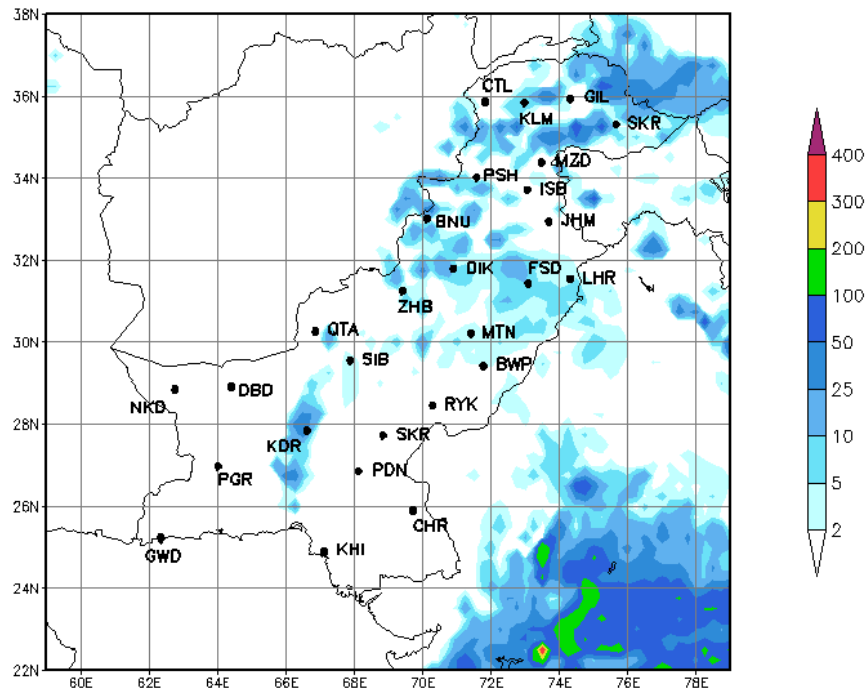 38N
36N
34N
32N
30N
28N
26N
24N
22N
60E 62E 64E 66E 68E 70E 72E 74E 76E 78E
CTL
KLM
GIL
SKR
MZD
PSH
ISB
BNU
JHM
DIK
FSD
LHR
ZHB
QTA
MTN
SIB
BWP
NKD
DBD
RYK
KDR
SKR
PGR
PDN
CHR
GWD
KHI
400
300
200
100
50
25
10
5
2